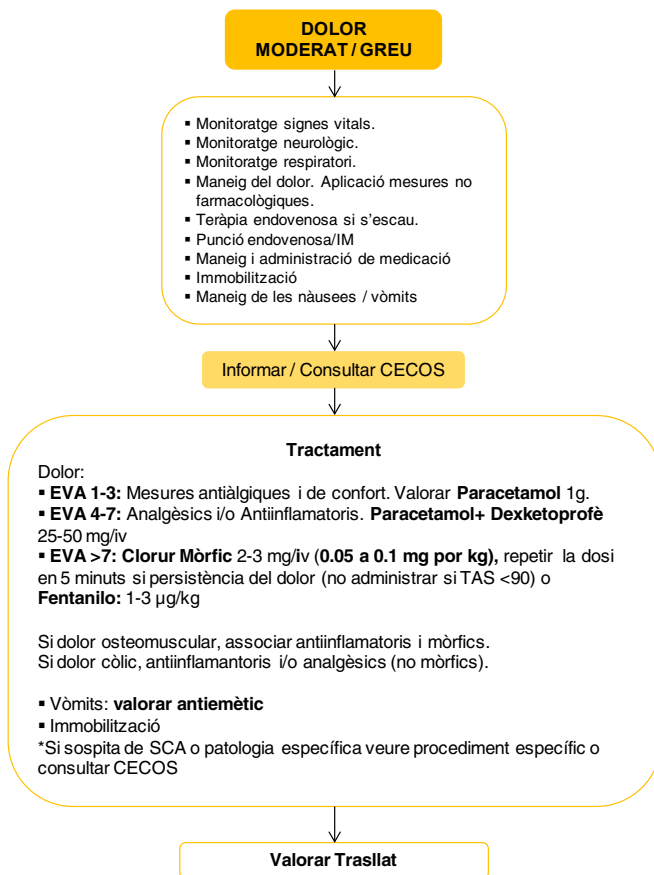 DOLOR
MODERAT / GREU
▪ Monitoratge signes vitals.
▪ Monitoratge neurològic.
▪ Monitoratge respiratori.
▪ Maneig del dolor. Aplicació mesures no
farmacològiques.
▪ Teràpia endovenosa si s’escau.
▪ Punció endovenosa/IM
▪ Maneig i administració de medicació
▪ Immobilització
▪ Maneig de les nàusees / vòmits
Informar / Consultar CECOS
Tractament
Dolor:
▪ EVA 1-3: Mesures antiàlgiques i de confort. Valorar Paracetamol 1g.
▪ EVA 4-7: Analgèsics i/o Antiinflamatoris. Paracetamol+ Dexketoprofè
25-50 mg/iv
▪ EVA >7: Clorur Mòrfic 2-3 mg/iv (0.05 a 0.1 mg por kg), repetir la dosi
en 5 minuts si persistència del dolor (no administrar si TAS <90) o
Fentanilo: 1-3 µg/kg
Si dolor osteomuscular, associar antiinflamatoris i mòrfics.
Si dolor còlic, antiinflamantoris i/o analgèsics (no mòrfics).
▪ Vòmits: valorar antiemètic
▪ Immobilització
*Si sospita de SCA o patologia específica veure procediment específic o
consultar CECOS
Valorar Trasllat